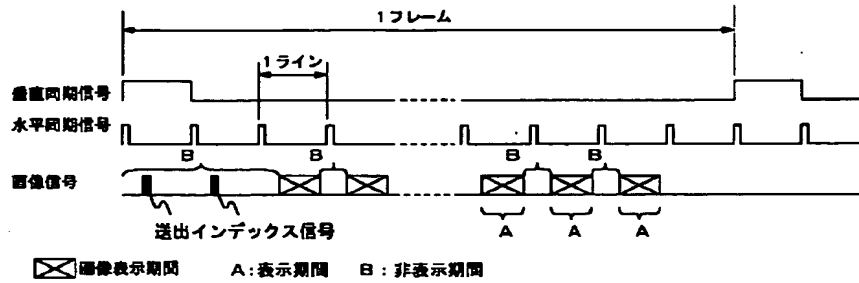 1フレーム
1ライン
垂直同期信号
水平同期信号
B B B B
画像信号
送出インデックス信号
A A A
画像表示期間 A:表示期間 B:非表示期間